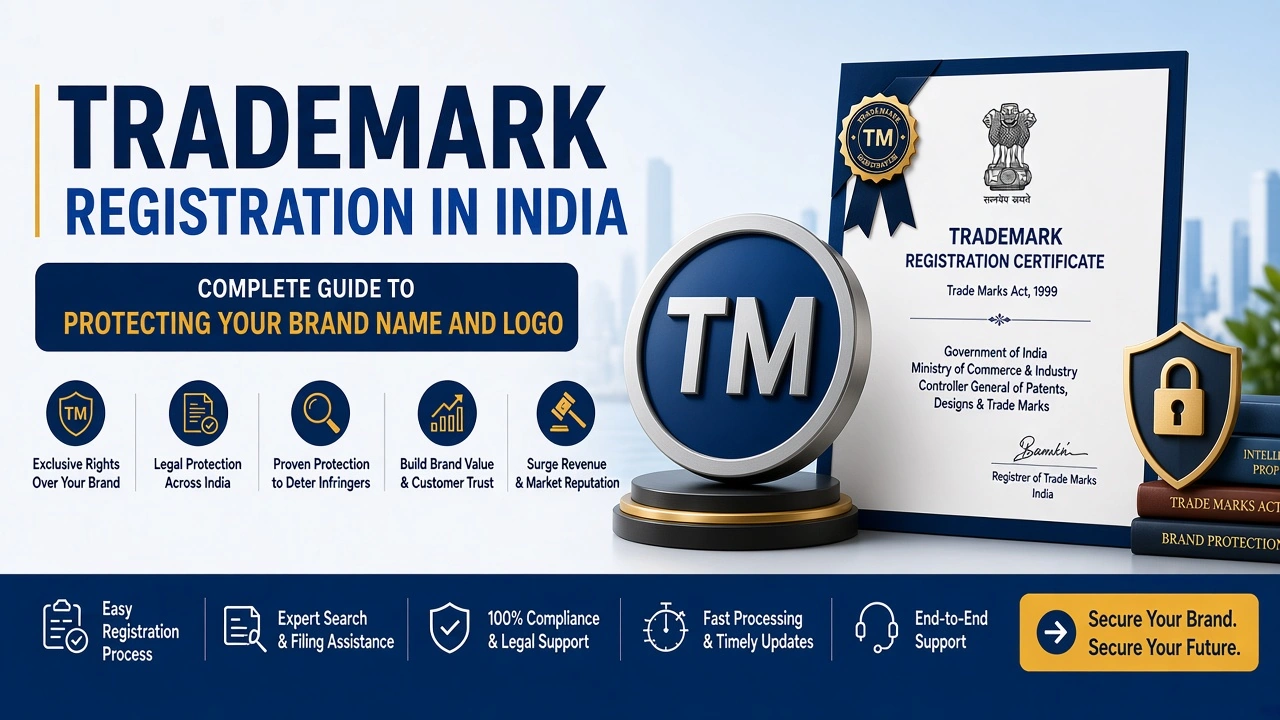 TRADEMARK
REGISTRATION IN INDIA
COMPLETE GUIDE TO
PROTECTING YOUR BRAND NAME AND LOGO
TM
Exclusive Rights
Over Your Brand
Legal Protection
Across India
Proven Protection
to Deter Infringers
Build Brand Value
& Customer Trust
Surge Revenue
& Market Reputation
TM
TM
TRADEMARK
REGISTRATION CERTIFICATE
Trade Marks Act, 1999
Government of India
Ministry of Commerce & Industry
Controller General of Patents,
Designs & Trade Marks
Registrer of Trade Marks
India
INTELL
PROP
TRADE MARKS ACT
BRAND PROTECTION
Easy
Registration
Process
Expert Search
& Filing Assistance
100% Compliance
& Legal Support
Fast Processing
& Timely Updates
End-to-End
Support
Secure Your Brand.
Secure Your Future.